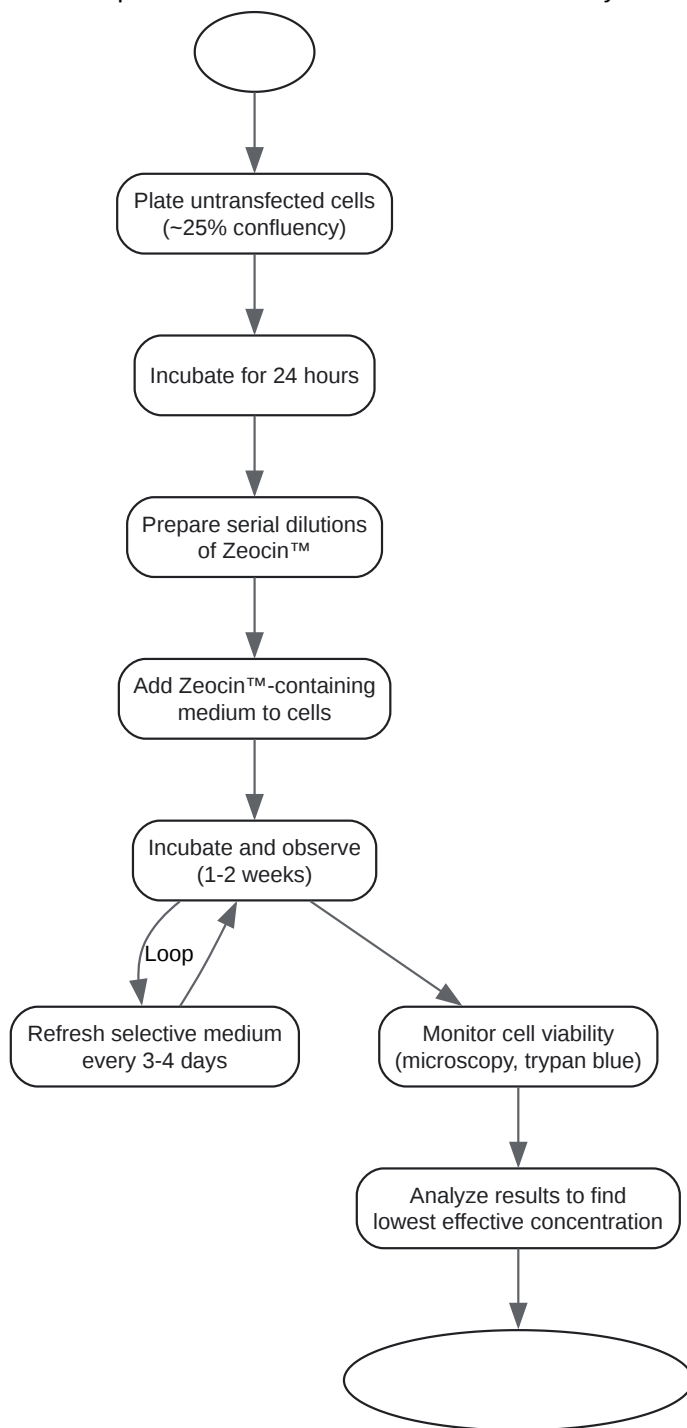 Plate untransfected cells
(~25% confluency)
Incubate for 24 hours
Prepare serial dilutions
of Zeocin™
Add Zeocin™-containing
medium to cells
Incubate and observe
(1-2 weeks)
Loop
Refresh selective medium
every 3-4 days
Monitor cell viability
(microscopy, trypan blue)
Analyze results to find
lowest effective concentration